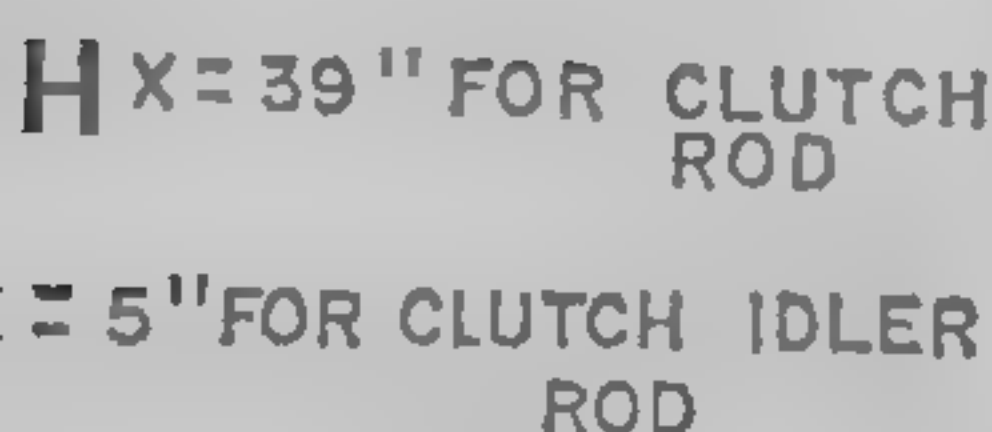 H X= 39" FOR CLUTCH
ROD
= 5" FOR CLUTCH IDLER
ROD